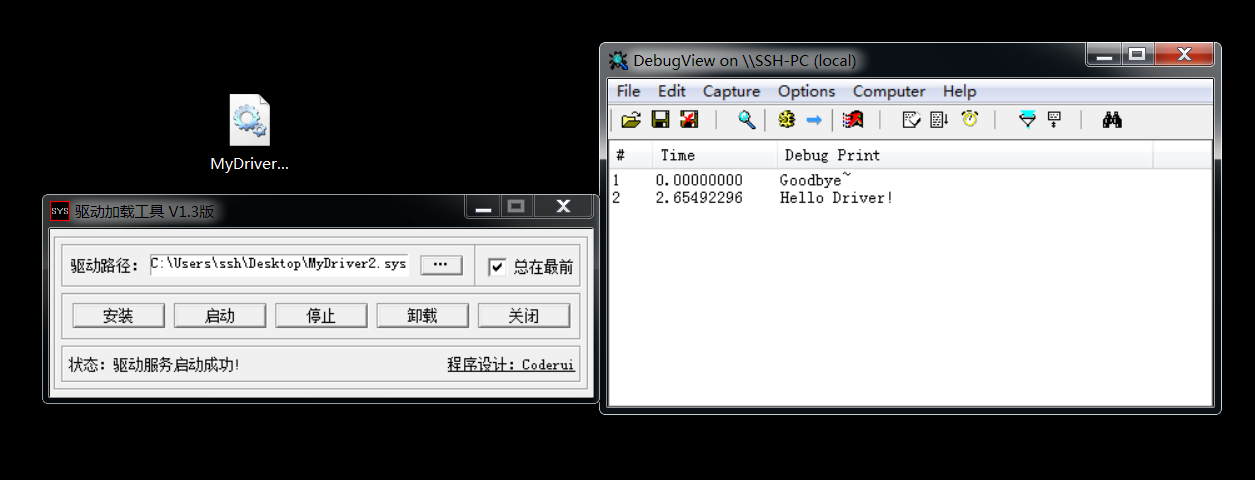 MyDriver...
SYS 驱动加载工具 V1.3版
驱动路径: C:\Users\ssh\Desktop\MyDriver2.sys ... 总在最前
安装 启动 停止 卸载 关闭
状态: 驱动服务启动成功! 程序设计: Coderui
DebugView on \\SSH-PC (local)
File Edit Capture Options Computer Help
# Time Debug Print
1 0.00000000 Goodbye~
2 2.65492296 Hello Driver!